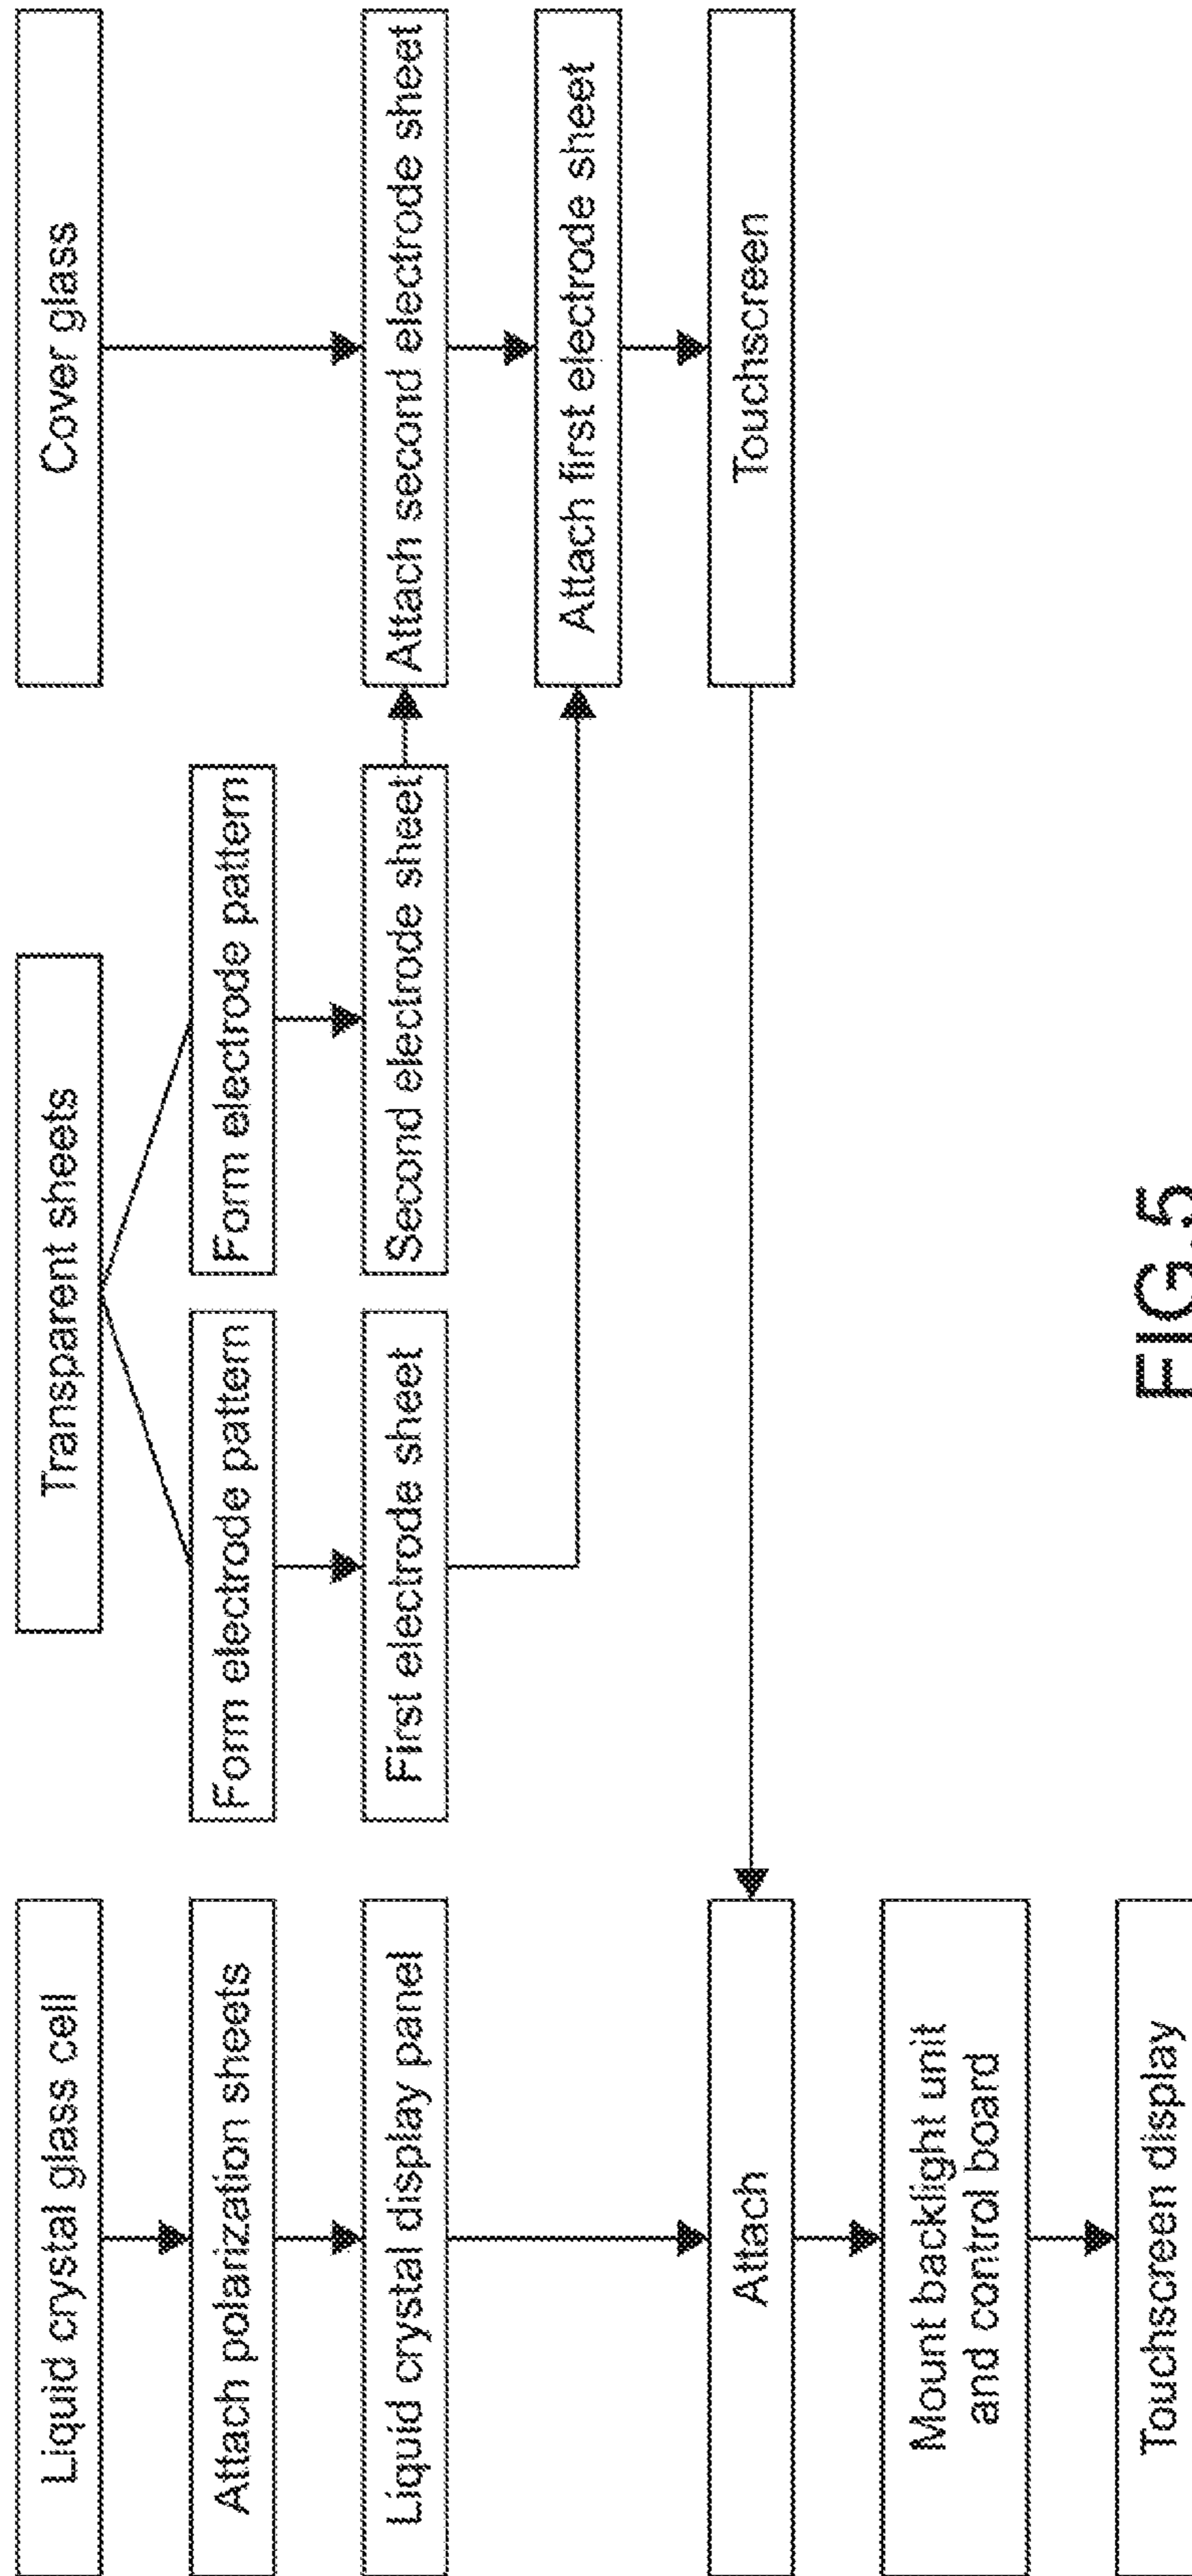 Liquid crystal glass cell
Attach polarization sheets
Liquid crystal display panel
Attach
Mount backlight unit
and control board
Touchscreen display
Transparent sheets
Form electrode pattern
First electrode sheet
Form electrode pattern
Second electrode sheet
Cover glass
Attach second electrode sheet
Attach first electrode sheet
Touchscreen
FIG.5